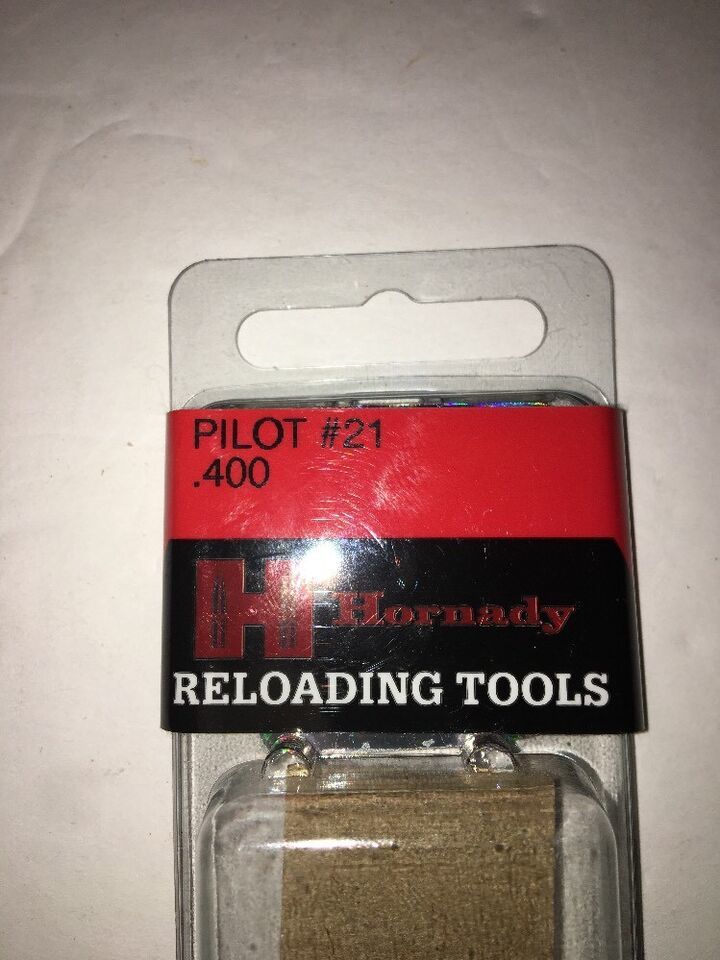 PILOT #21
.400
H Hornady
RELOADING TOOLS